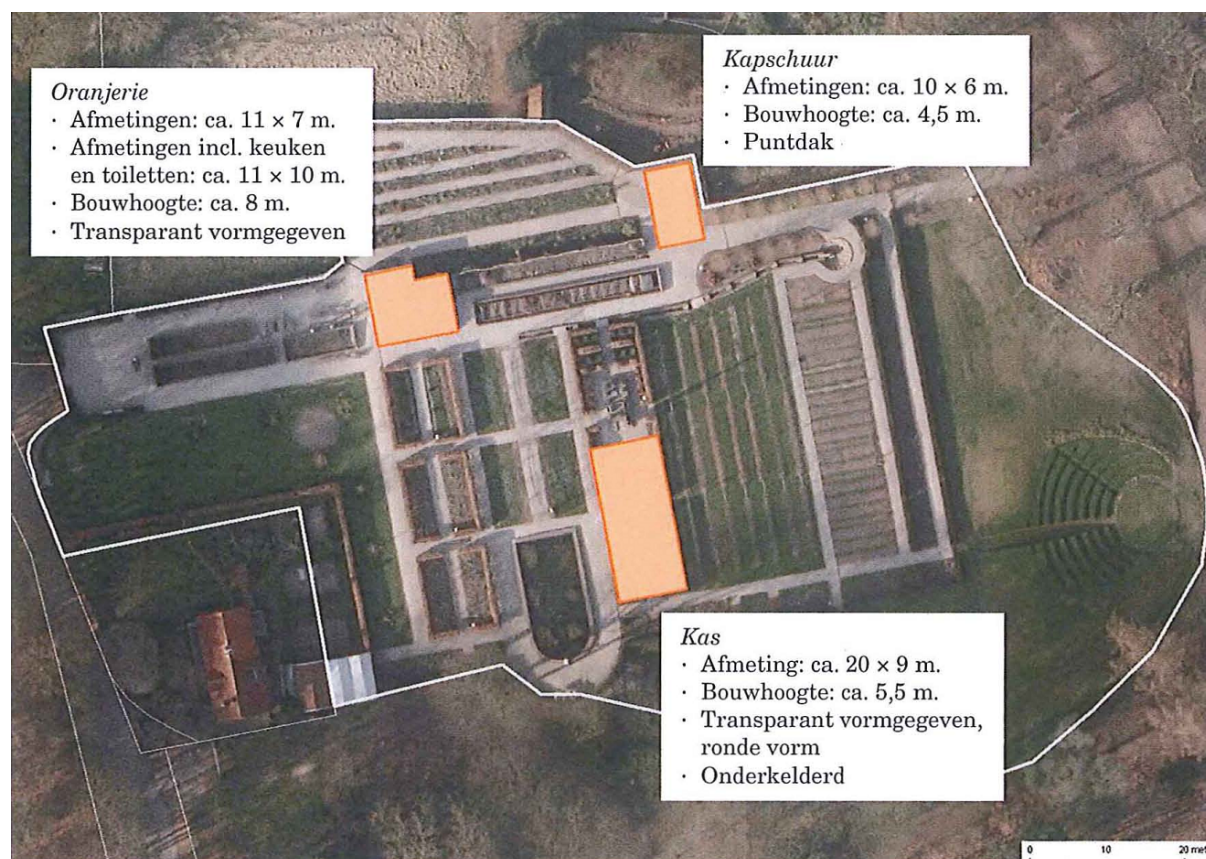 Oranjerie
· Afmetingen: ca. 11 × 7 m.
· Afmetingen incl. keuken
en toiletten: ca. 11 × 10 m.
· Bouwhoogte: ca. 8 m.
· Transparant vormgegeven
Kapschuur
· Afmetingen: ca. 10 × 6 m.
· Bouwhoogte: ca. 4,5 m.
· Puntdak
Kas
· Afmeting: ca. 20 × 9 m.
· Bouwhoogte: ca. 5,5 m.
· Transparant vormgegeven,
ronde vorm
· Onderkelderd
0 10 20 met